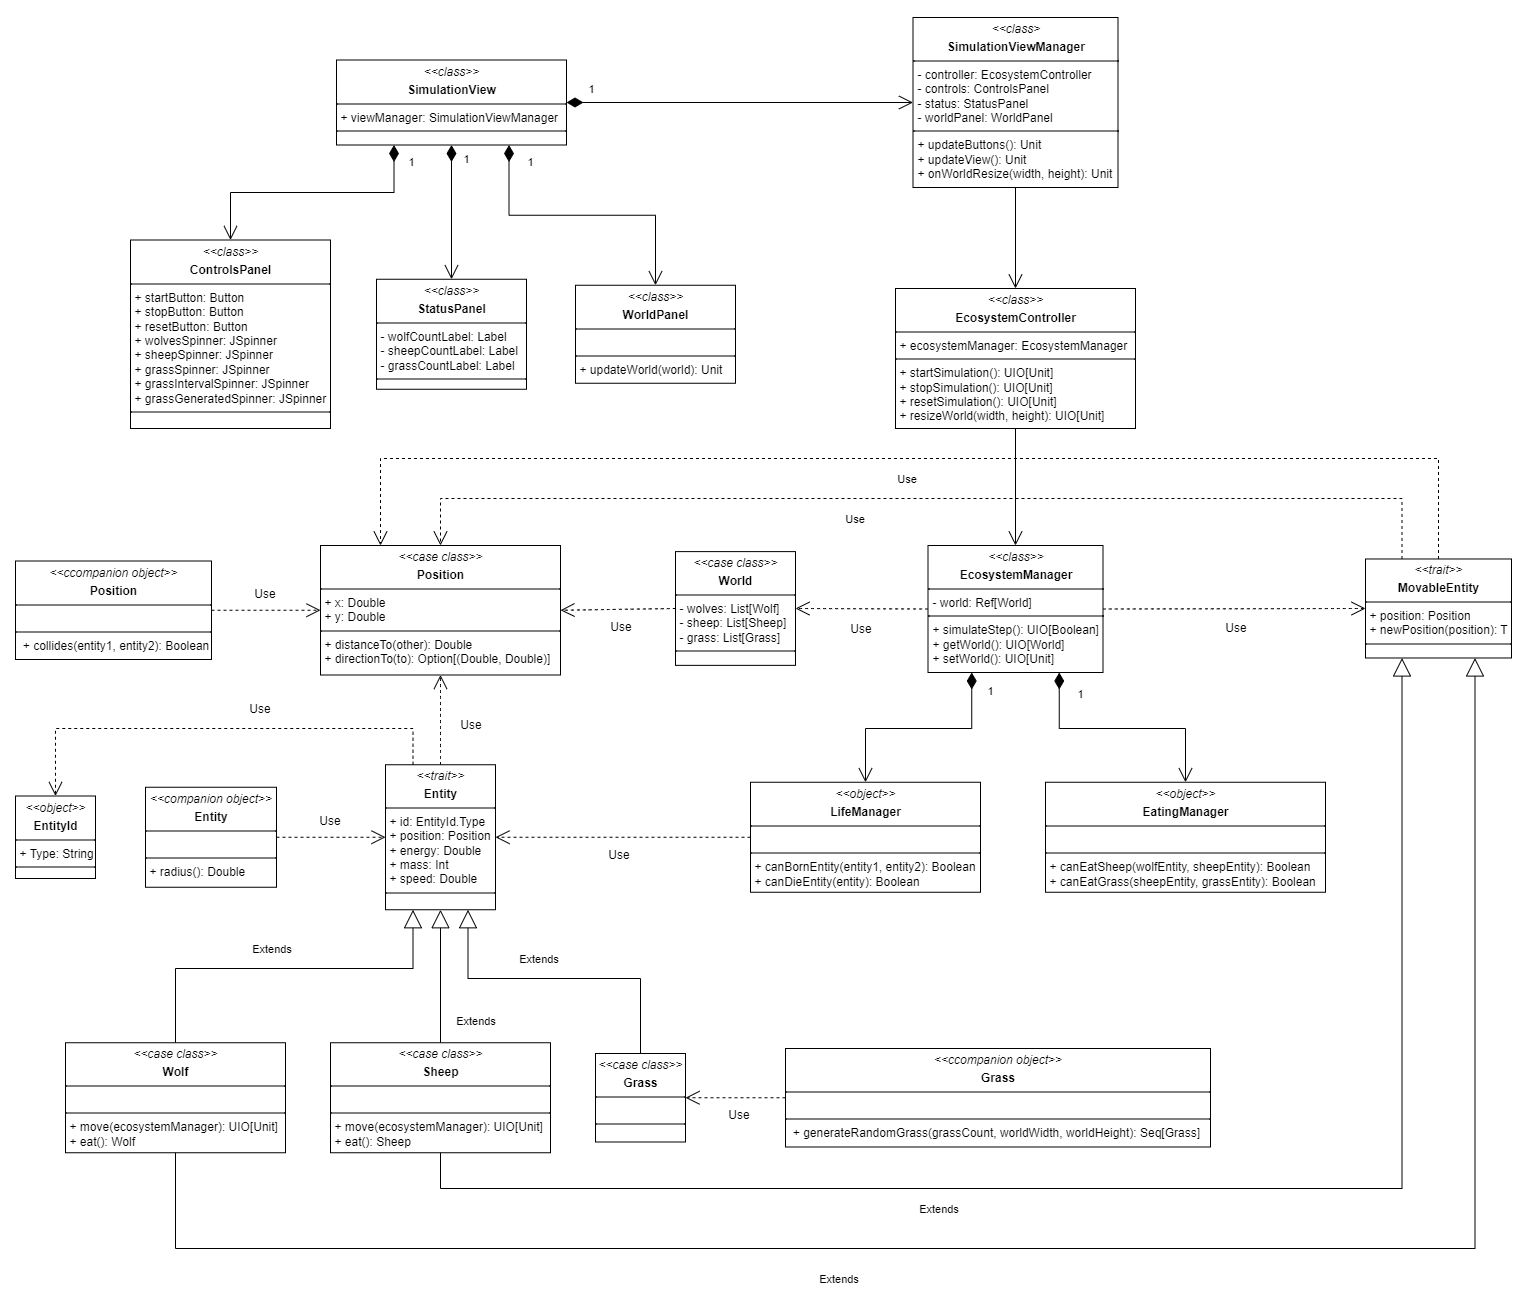 <<class>
SimulationViewManager
- controller: EcosystemController
- controls: ControlsPanel
- status: StatusPanel
- worldPanel: WorldPanel
+ updateButtons(): Unit
+ updateView(): Unit
+ onWorldResize(width, height): Unit
<<class>>
SimulationView
+ viewManager: SimulationViewManager
1
1
1
1
<<class>>
ControlsPanel
+ startButton: Button
+ stopButton: Button
+ resetButton: Button
+ wolvesSpinner: JSpinner
+ sheepSpinner: JSpinner
+ grassSpinner: JSpinner
+ grassIntervalSpinner: JSpinner
+ grassGeneratedSpinner: JSpinner
<<class>>
StatusPanel
- wolfCountLabel: Label
- sheepCountLabel: Label
- grassCountLabel: Label
<<class>>
WorldPanel
+ updateWorld(world): Unit
<<class>>
EcosystemController
+ ecosystemManager: EcosystemManager
+ startSimulation(): UIO[Unit]
+ stopSimulation(): UIO[Unit]
+ resetSimulation(): UIO[Unit]
+ resizeWorld(width, height): UIO[Unit]
Use
Use
<<ccompanion object>>
Position
+ collides(entity1, entity2): Boolean
Use
<<case class>>
Position
+ x: Double
+ y: Double
+ distanceTo(other): Double
+ directionTo(to): Option[(Double, Double)]
Use
<<case class>>
World
- wolves: List[Wolf]
- sheep: List[Sheep]
- grass: List[Grass]
Use
<<class>>
EcosystemManager
- world: Ref[World]
+ simulateStep(): UIO[Boolean]
+ getWorld(): UIO[World]
+ setWorld(): UIO[Unit]
Use
<<trait>>
MovableEntity
+ position: Position
+ newPosition(position): T
1
1
Use
Use
<<object>>
EntityId
+ Type: String
<<companion object>>
Entity
+ radius(): Double
Use
<<trait>>
Entity
+ id: EntityId.Type
+ position: Position
+ energy: Double
+ mass: Int
+ speed: Double
Use
<<object>>
LifeManager
+ canBornEntity(entity1, entity2): Boolean
+ canDieEntity(entity): Boolean
<<object>>
EatingManager
+ canEatSheep(wolfEntity, sheepEntity): Boolean
+ canEatGrass(sheepEntity, grassEntity): Boolean
Extends
Extends
Extends
<<case class>>
Wolf
+ move(ecosystemManager): UIO[Unit]
+ eat(): Wolf
<<case class>>
Sheep
+ move(ecosystemManager): UIO[Unit]
+ eat(): Sheep
<<case class>>
Grass
Use
<<ccompanion object>>
Grass
+ generateRandomGrass(grassCount, worldWidth, worldHeight): Seq[Grass]
Extends
Extends